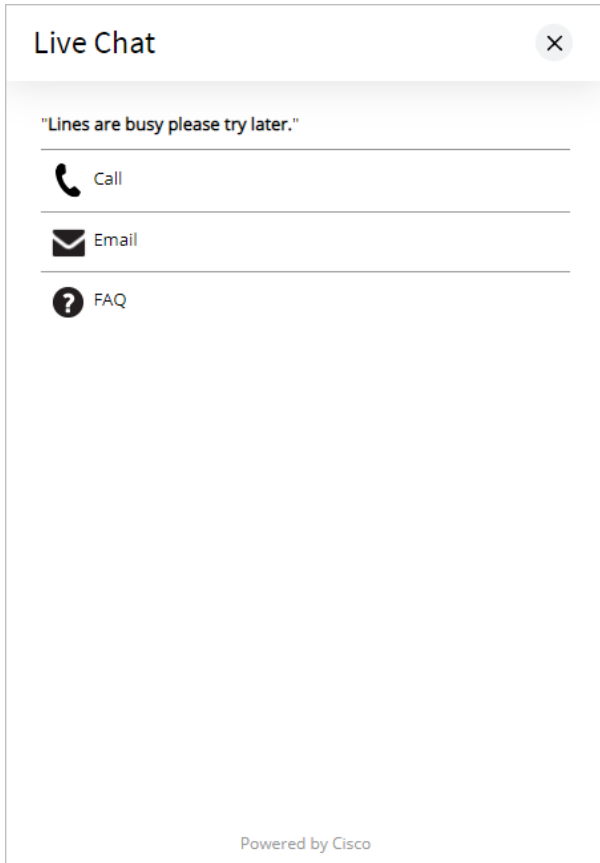 Live Chat
"Lines are busy please try later."
Call
Email
FAQ
Powered by Cisco